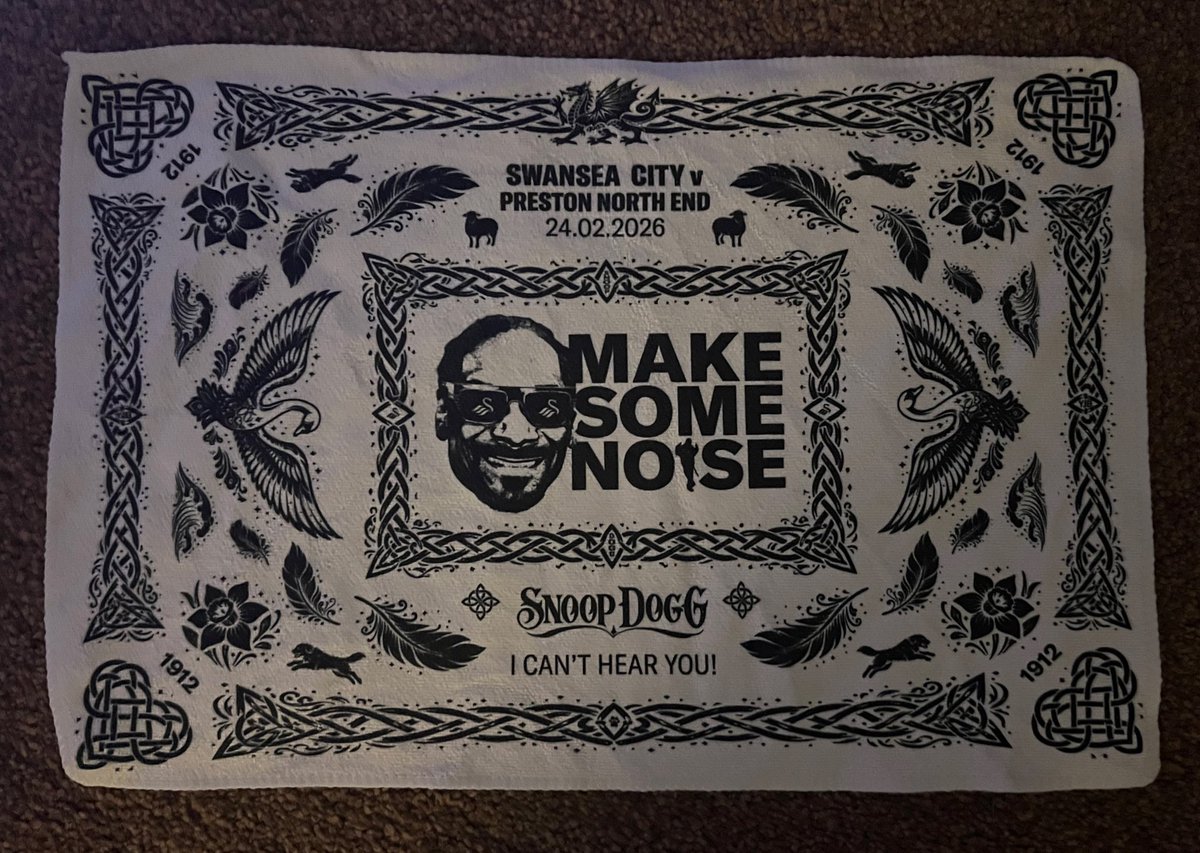 1912
1912
SWANSEA CITY v
PRESTON NORTH END
24.02.2026
MAKE
SOME
NOISE
SNOOP DOGG
I CAN'T HEAR YOU!
1912
1912